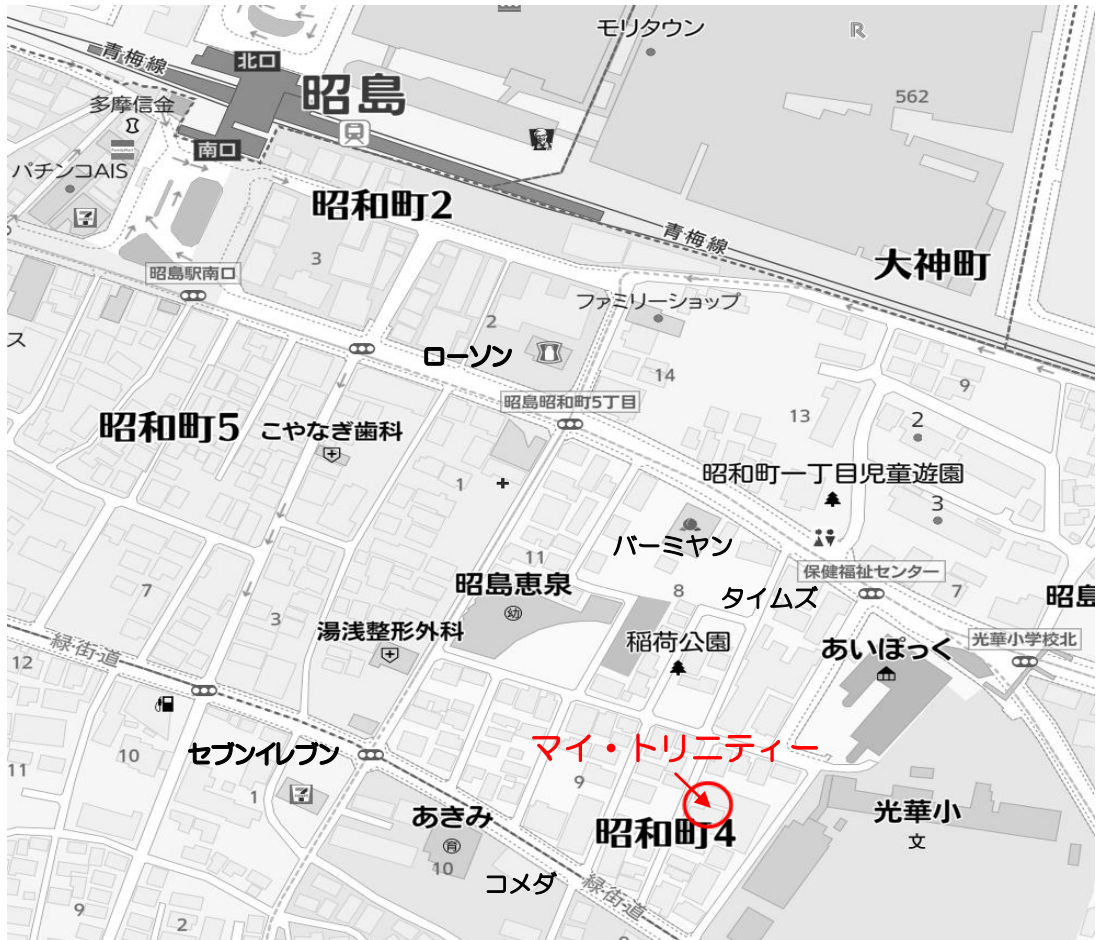 モリタウン
青梅線
北口
昭島
562
多摩信金
南口
パチンコAIS
昭和町2
青梅線
大神町
昭島駅南口
3
ファミリーショップ
2
ス
ローソン
14
9
昭島昭和町5丁目
13
2
昭和町5
こやなぎ歯科
昭和町一丁目児童遊園
1
3
バーミヤン
11
保健福祉センター
昭島恵泉
幼
7
8
タイムズ
7
昭島
3
湯浅整形外科
稲荷公園
あいぽっく
光華小学校北
緑街道
12
マイ・トリニティー
セブンイレブン
10
11
9
1
あきみ
昭和町4
光華小
育
文
10
コメダ
緑街道
9
2